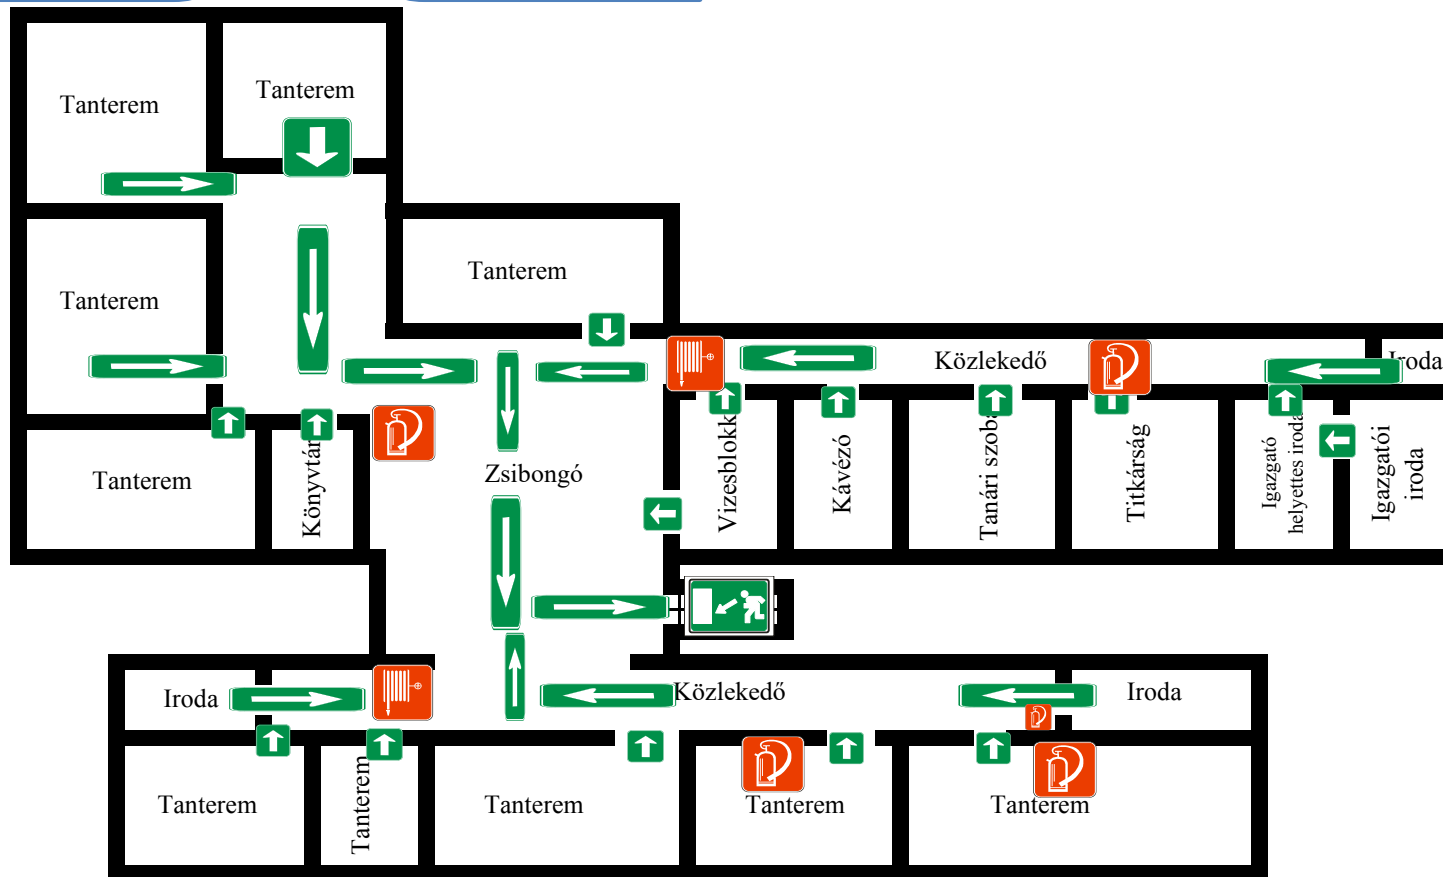 Tanterem
Tanterem
Tanterem
Tanterem
Közlekedő
Iroda
Tanterem
Könyvtár
Zsibongó
Vizesblokk
Kávézó
Tanári szoba
Titkárság
Igazgató
helyettes iroda
Igazgatói
iroda
Iroda
Közlekedő
Iroda
Tanterem
Tanterem
Tanterem
Tanterem
Tanterem